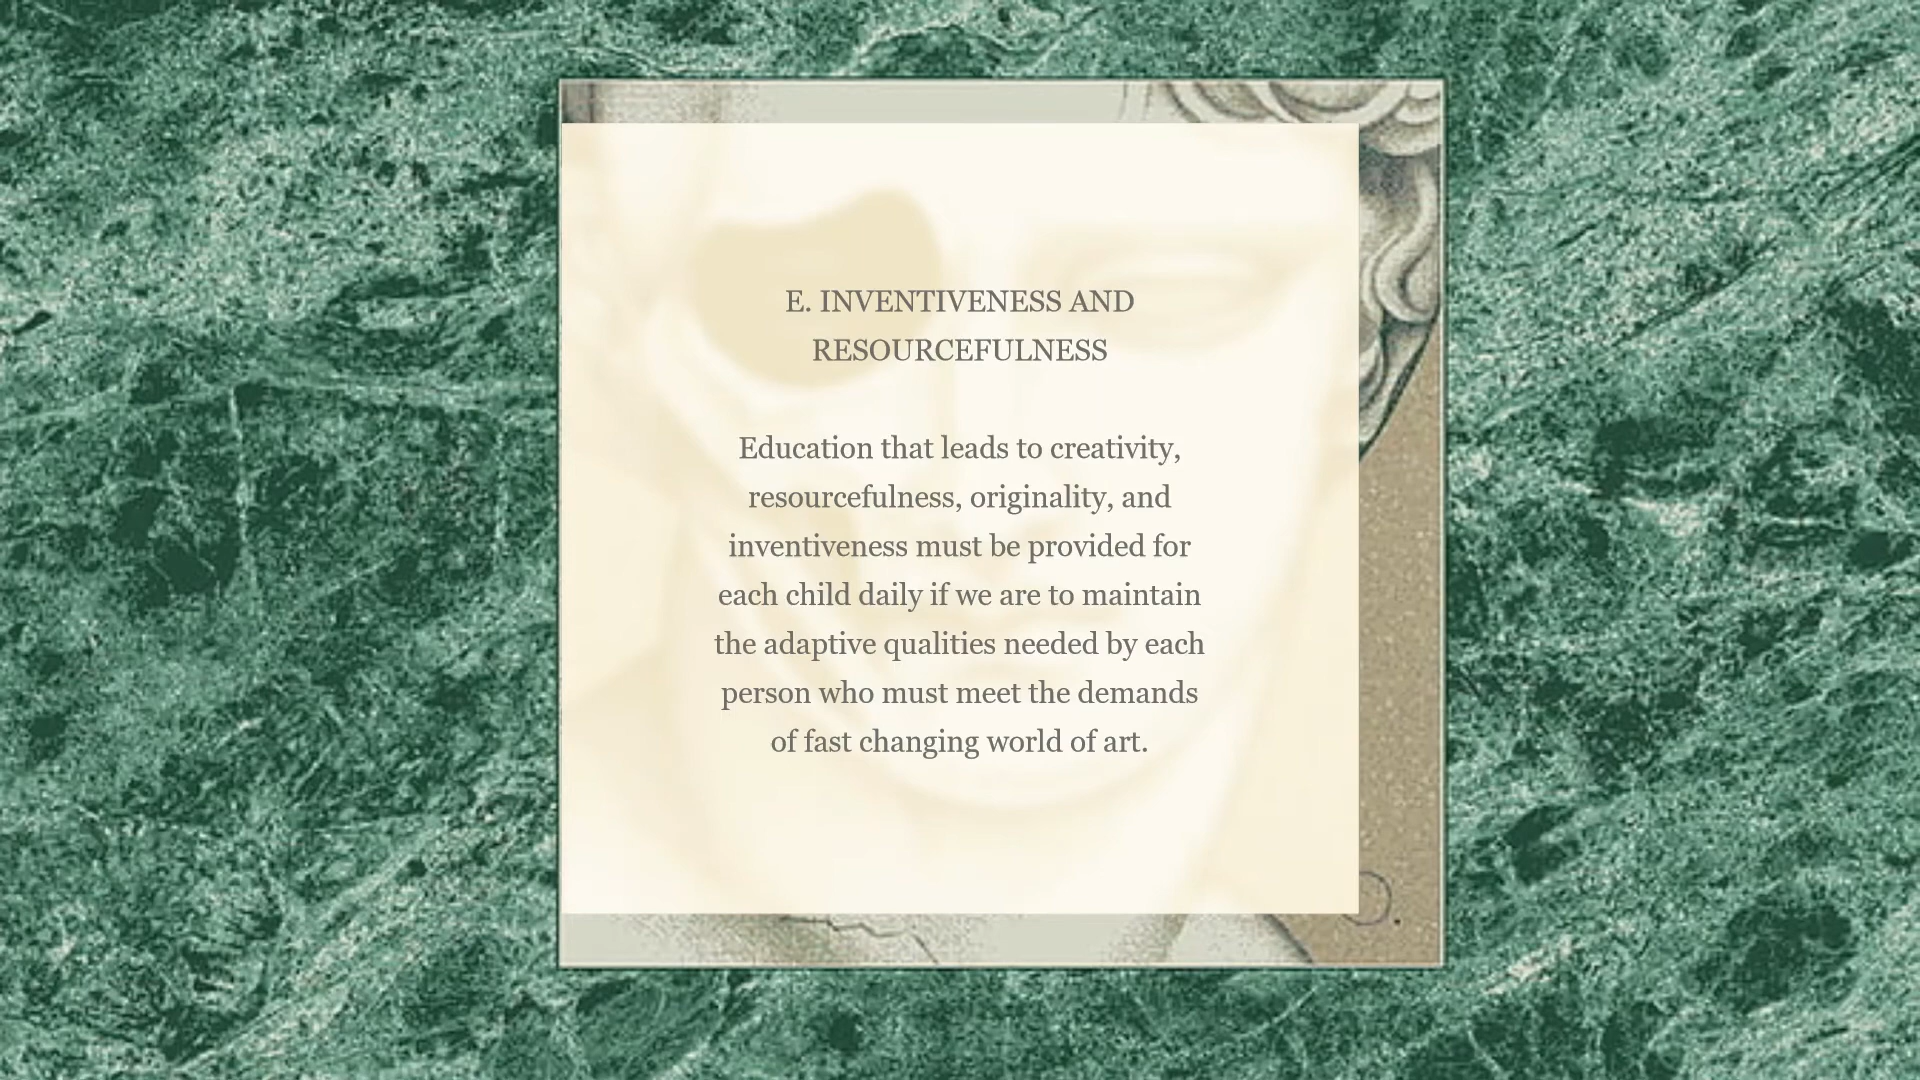 E. INVENTIVENESS AND
RESOURCEFULNESS
Education that leads to creativity,
resourcefulness, originality, and
inventiveness must be provided for
each child daily if we are to maintain
the adaptive qualities needed by each
person who must meet the demands
of fast changing world of art.